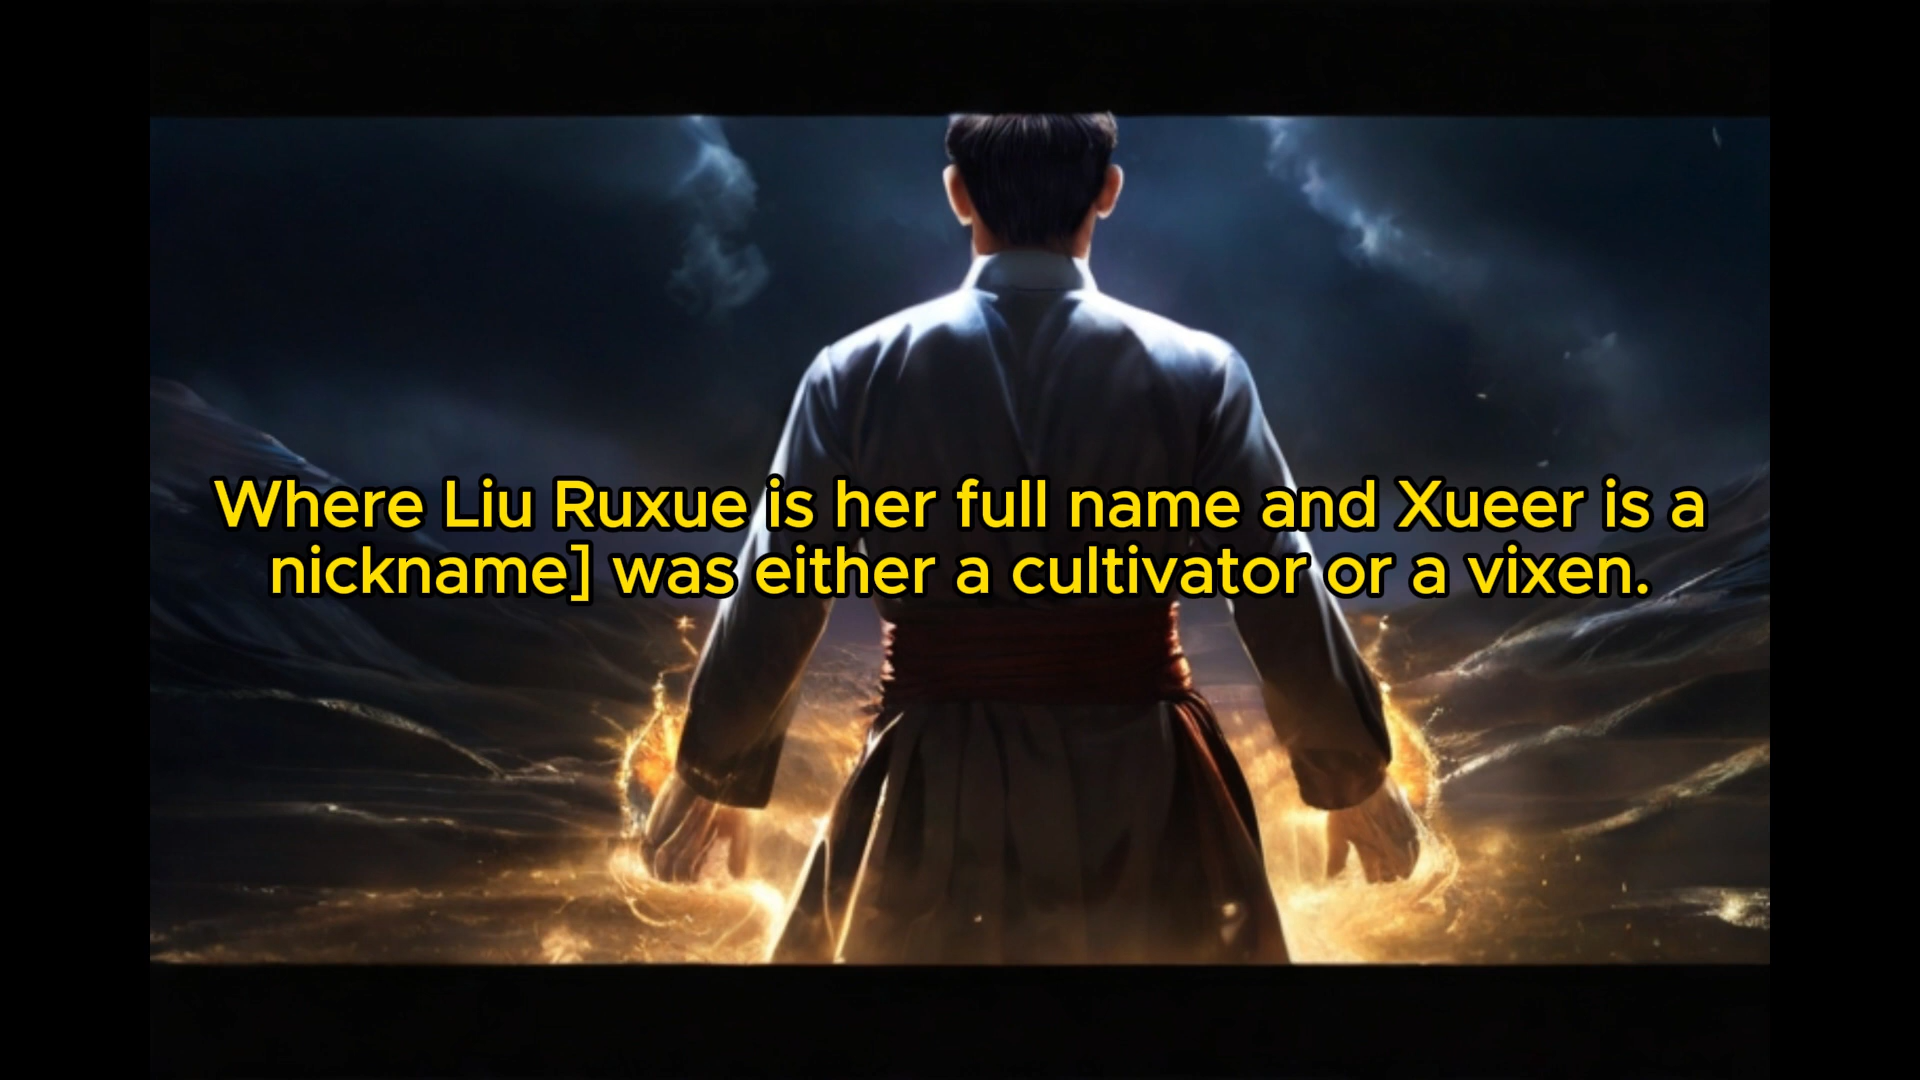 Where Liu Ruxue is her full name and Xueer is a
nickname] was either a cultivator or a vixen.